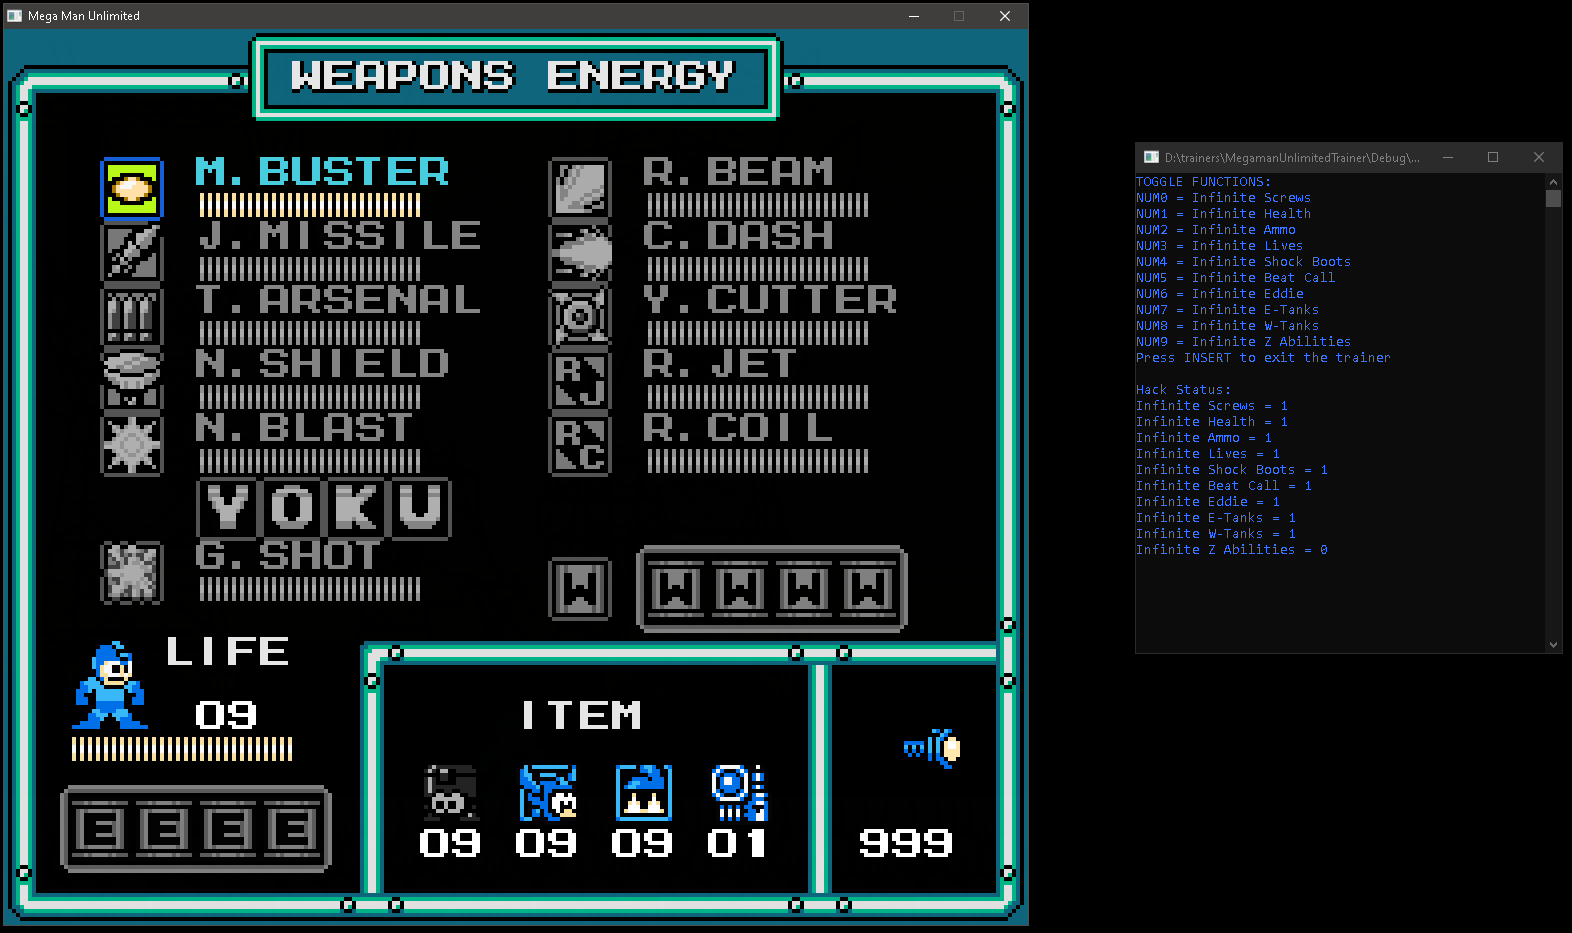 Mega Man Unlimited
WEAPONS ENERGY
M.BUSTER
J.MISSILE
T.ARSENAL
N.SHIELD
N.BLAST
YOKU
G.SHOT
R.BEAM
C.DASH
Y.CUTTER
R J
R.JET
R C
R.COIL
W
W W W W
LIFE
09
E E E E
ITEM
09 09 09 01
999
D:\trainers\MegamanUnlimitedTrainer\Debug\...
TOGGLE FUNCTIONS:
NUM0 = Infinite Screws
NUM1 = Infinite Health
NUM2 = Infinite Ammo
NUM3 = Infinite Lives
NUM4 = Infinite Shock Boots
NUM5 = Infinite Beat Call
NUM6 = Infinite Eddie
NUM7 = Infinite E-Tanks
NUM8 = Infinite W-Tanks
NUM9 = Infinite Z Abilities
Press INSERT to exit the trainer
Hack Status:
Infinite Screws = 1
Infinite Health = 1
Infinite Ammo = 1
Infinite Lives = 1
Infinite Shock Boots = 1
Infinite Beat Call = 1
Infinite Eddie = 1
Infinite E-Tanks = 1
Infinite W-Tanks = 1
Infinite Z Abilities = 0